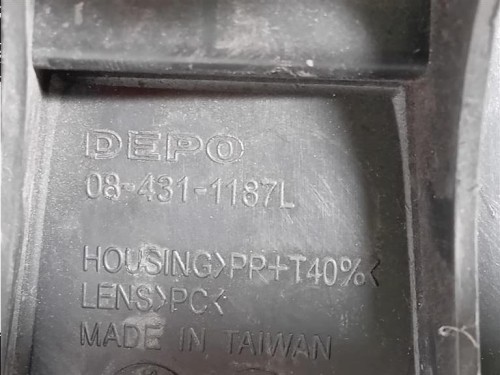 DEPO
08-431-1187L
HOUSING>PP+T40%<
LENS>PC<
MADE IN TAIWAN